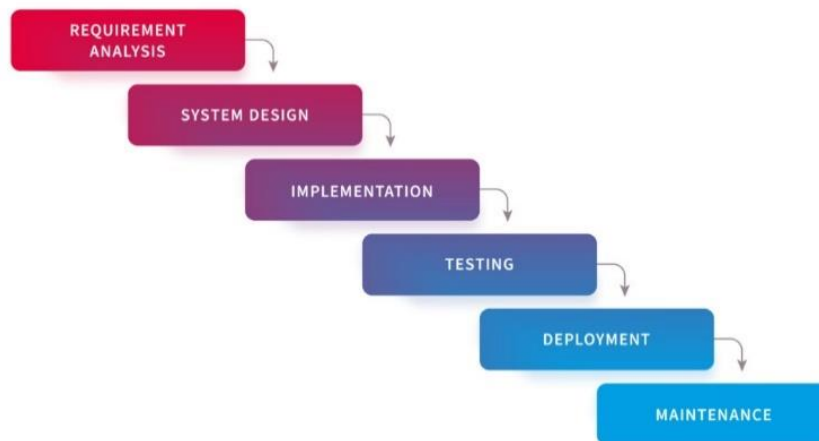 REQUIREMENT
ANALYSIS
SYSTEM DESIGN
IMPLEMENTATION
TESTING
DEPLOYMENT
MAINTENANCE